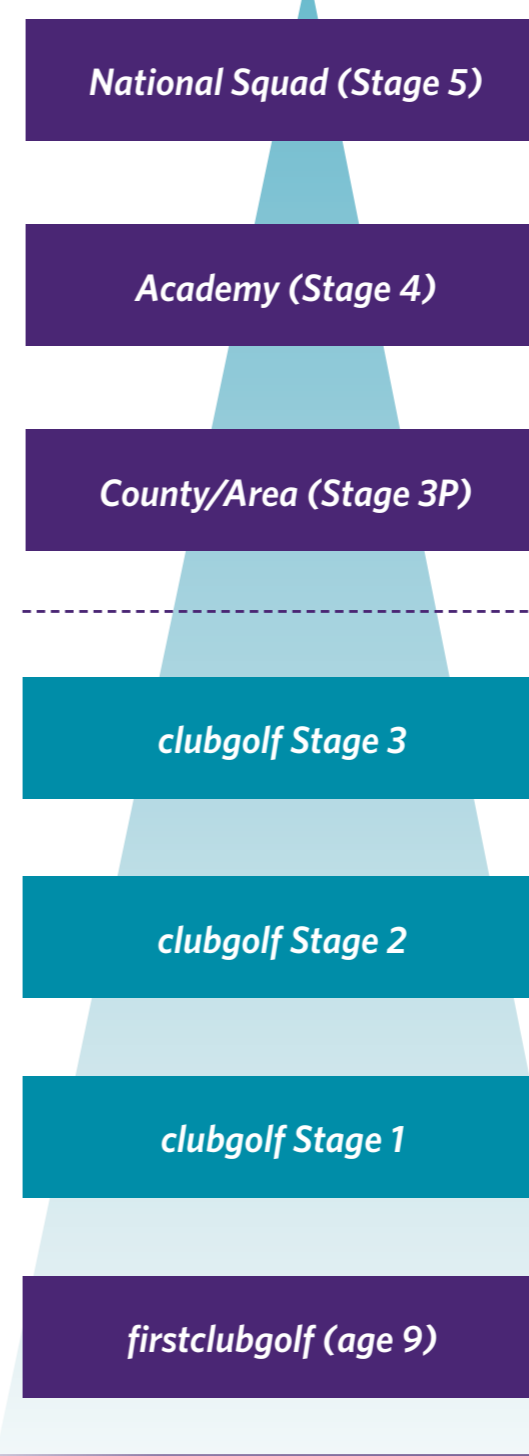 National Squad (Stage 5)
Academy (Stage 4)
County/Area (Stage 3P)
clubgolf Stage 3
clubgolf Stage 2
clubgolf Stage 1
firstclubgolf (age 9)